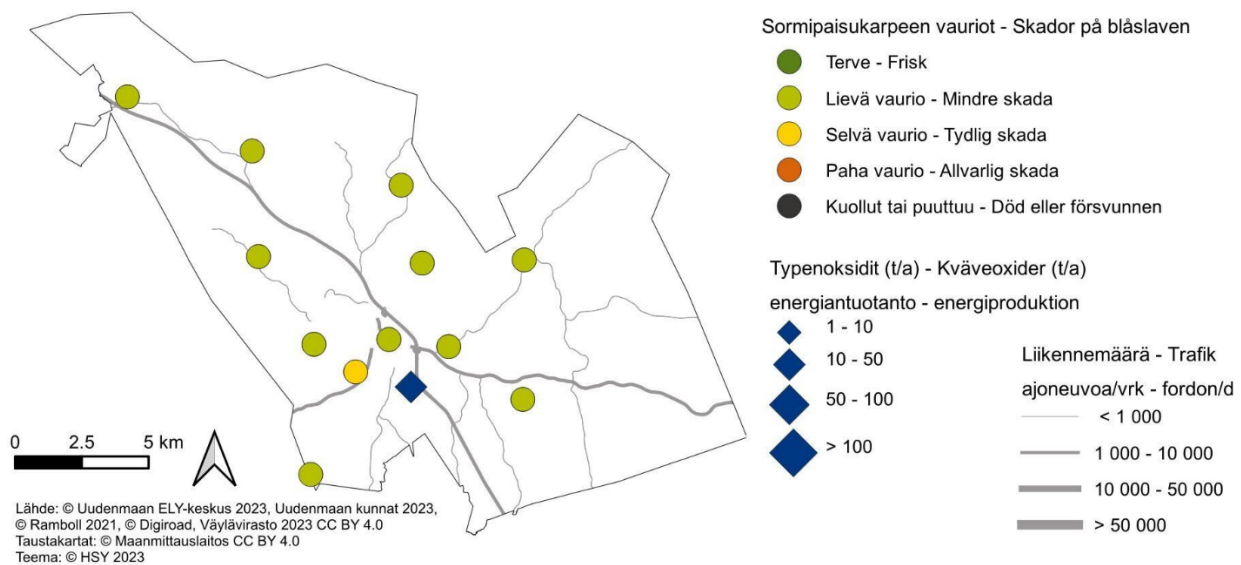 Sormipaisukarpeen vauriot - Skador på blåslaven
Terve - Frisk
Lievä vaurio - Mindre skada
Selvä vaurio - Tydlig skada
Paha vaurio - Allvarlig skada
Kuollut tai puuttuu - Död eller försvunnen
Typenoksidit (t/a) - Kväveoxider (t/a)
energiantuotanto - energiproduktion
1 - 10
10 - 50
50 - 100
> 100
Liikennemäärä - Trafik
ajoneuvoa/vrk - fordon/d
< 1 000
1 000 - 10 000
10 000 - 50 000
> 50 000
0 2.5 5 km
Lähde: © Uudenmaan ELY-keskus 2023, Uudenmaan kunnat 2023,
© Ramboll 2021, © Digiroad, Väylävirasto 2023 CC BY 4.0
Taustakartat: © Maanmittauslaitos CC BY 4.0
Teema: © HSY 2023